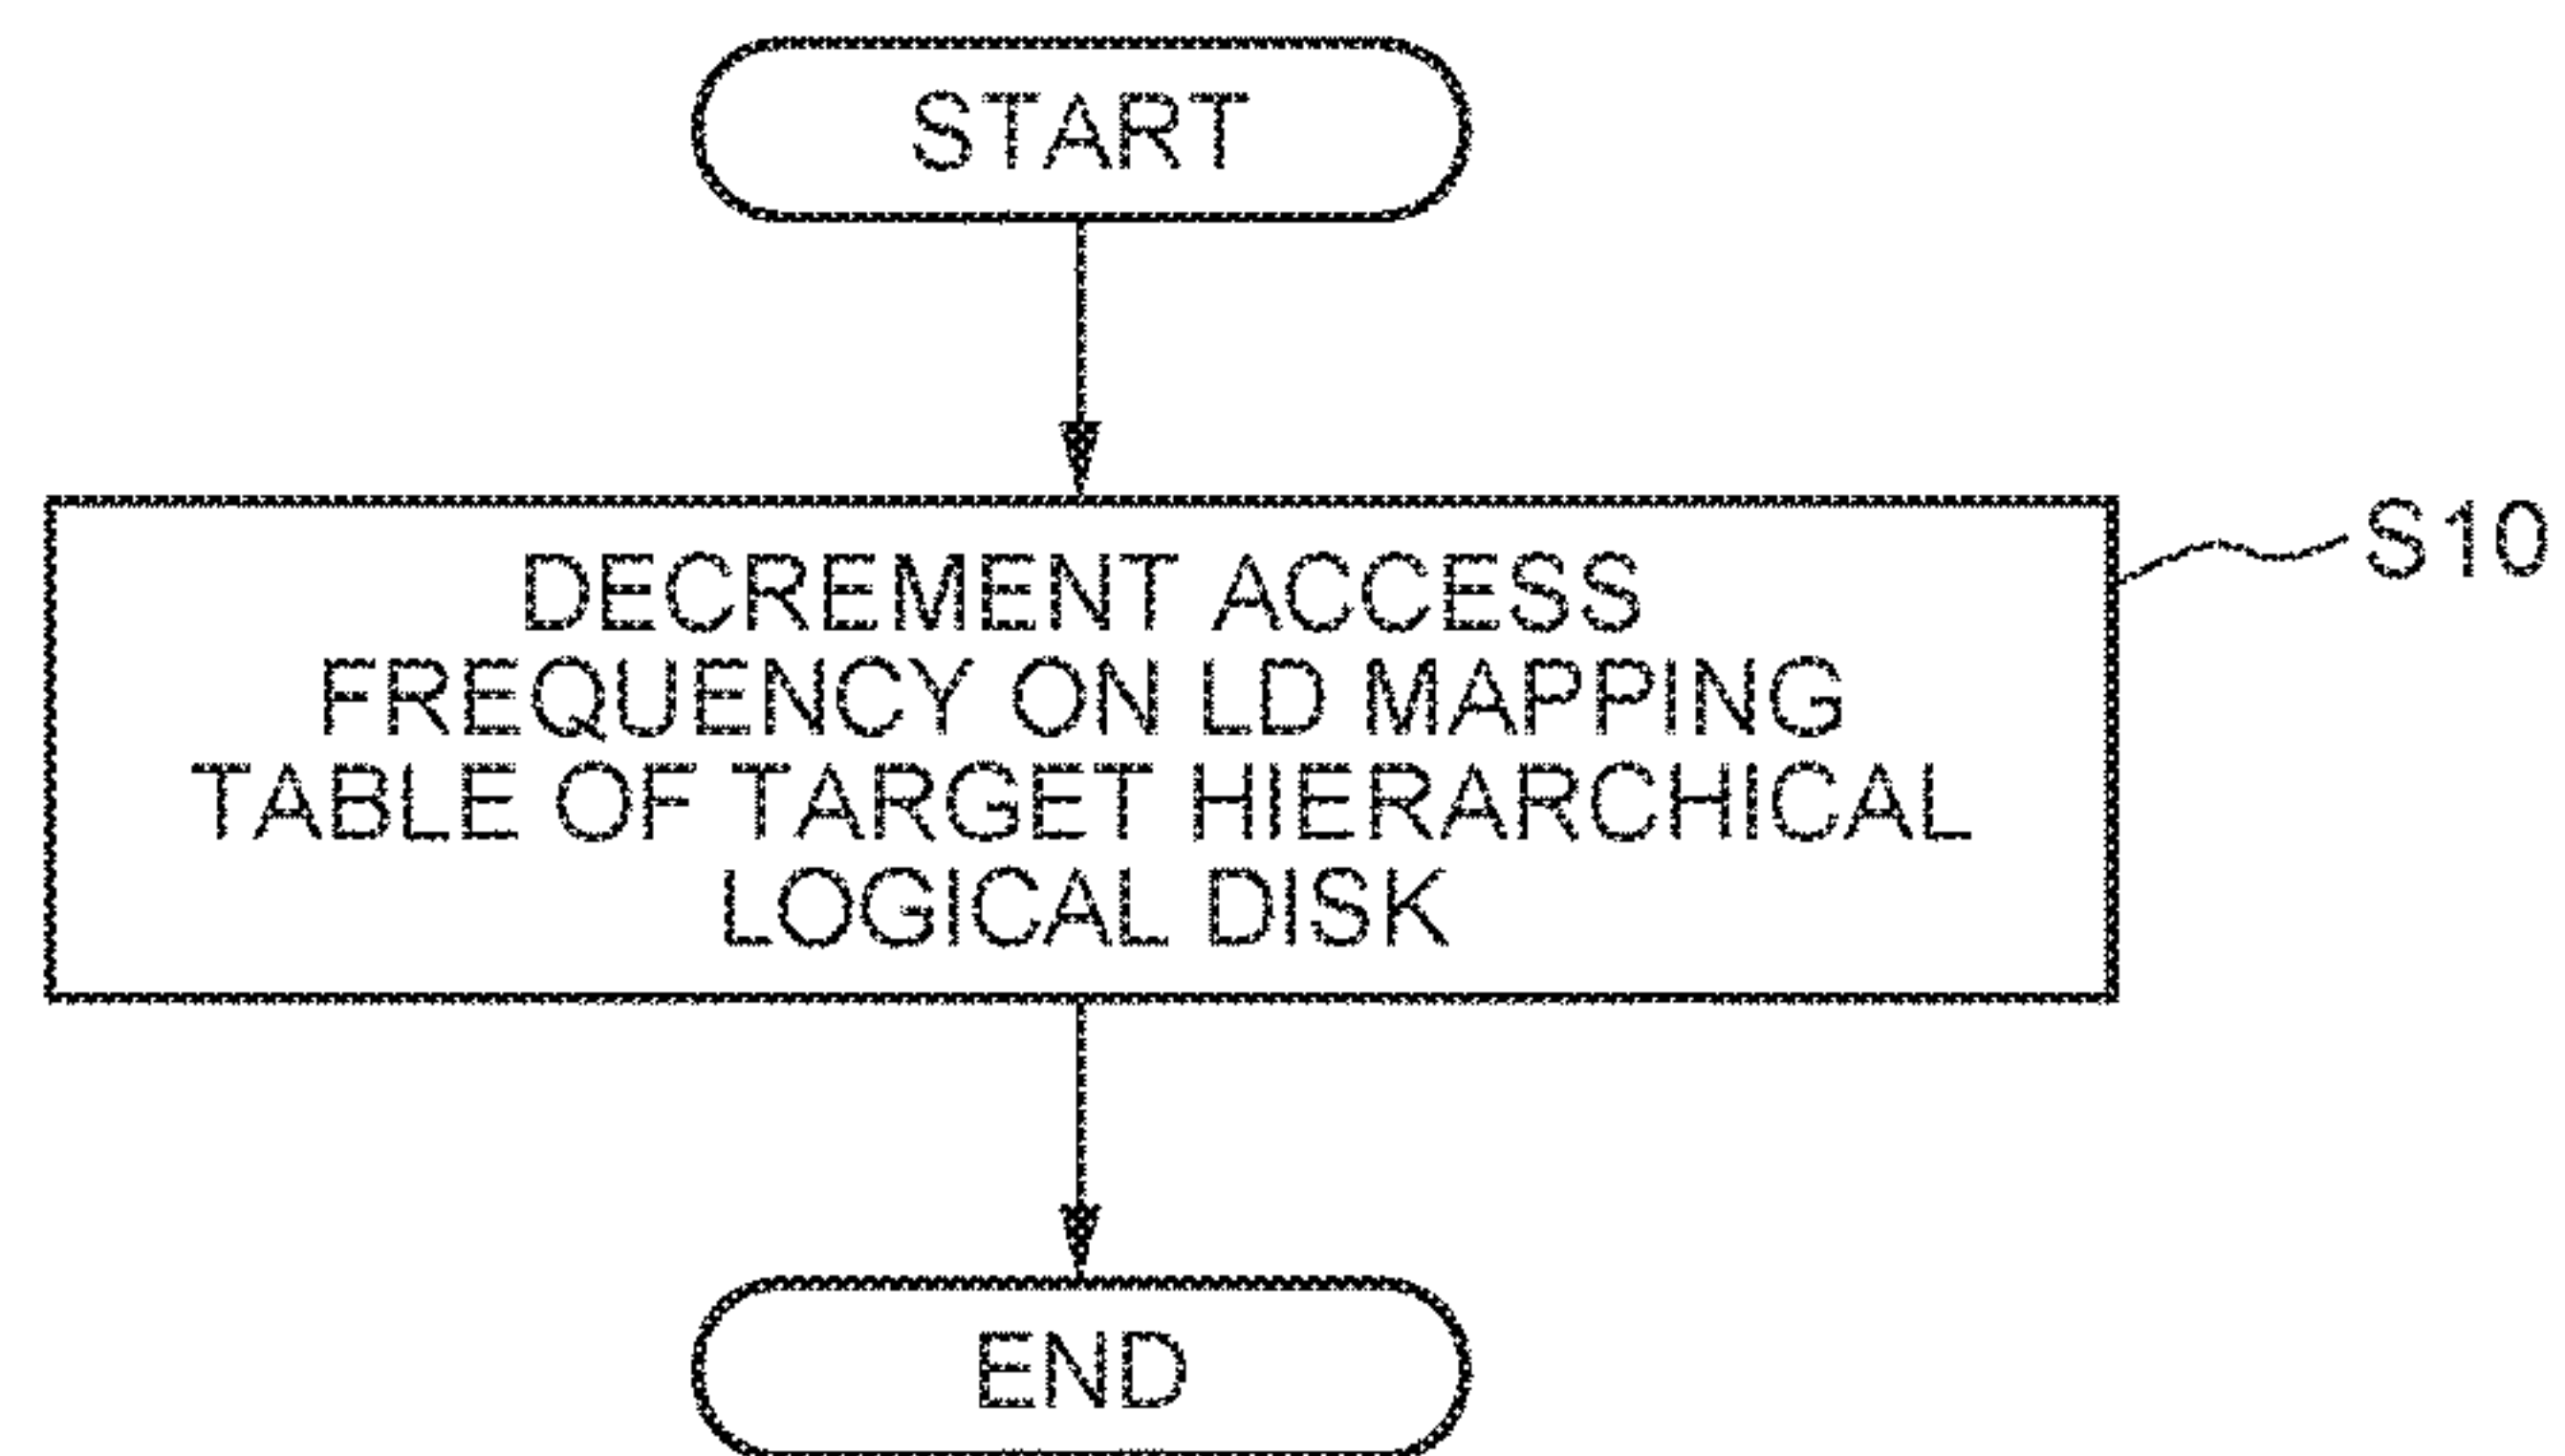 START
DECREMENT ACCESS
S10
FREQUENCY ON LD MAPPING
TABLE OF TARGET HIERARCHICAL
LOGICAL DISK
END